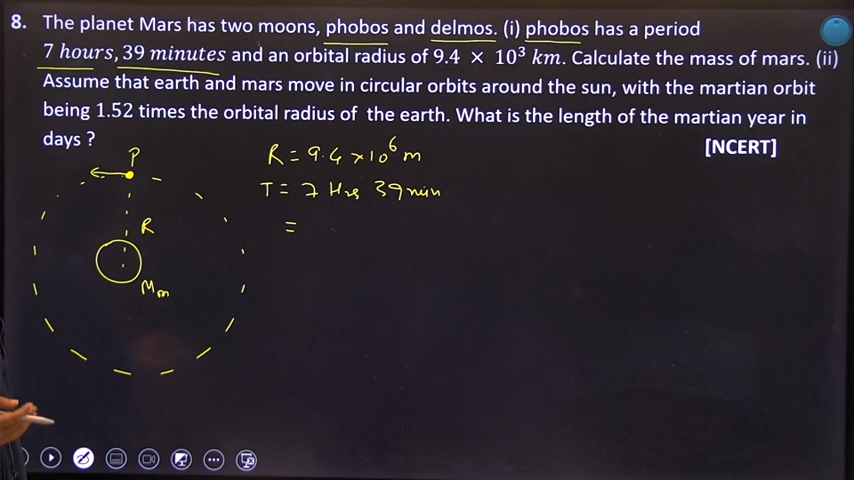 8. The planet Mars has two moons, phobos and delmos. (i) phobos has a period
7 hours, 39 minutes and an orbital radius of 9.4 × 10³ km. Calculate the mass of mars. (ii)
Assume that earth and mars move in circular orbits around the sun, with the martian orbit
being 1.52 times the orbital radius of the earth. What is the length of the martian year in
days ?
[NCERT]
P
R = 9.4 × 10⁶ m
T = 7 Hrs 39 min
R
=
Mm